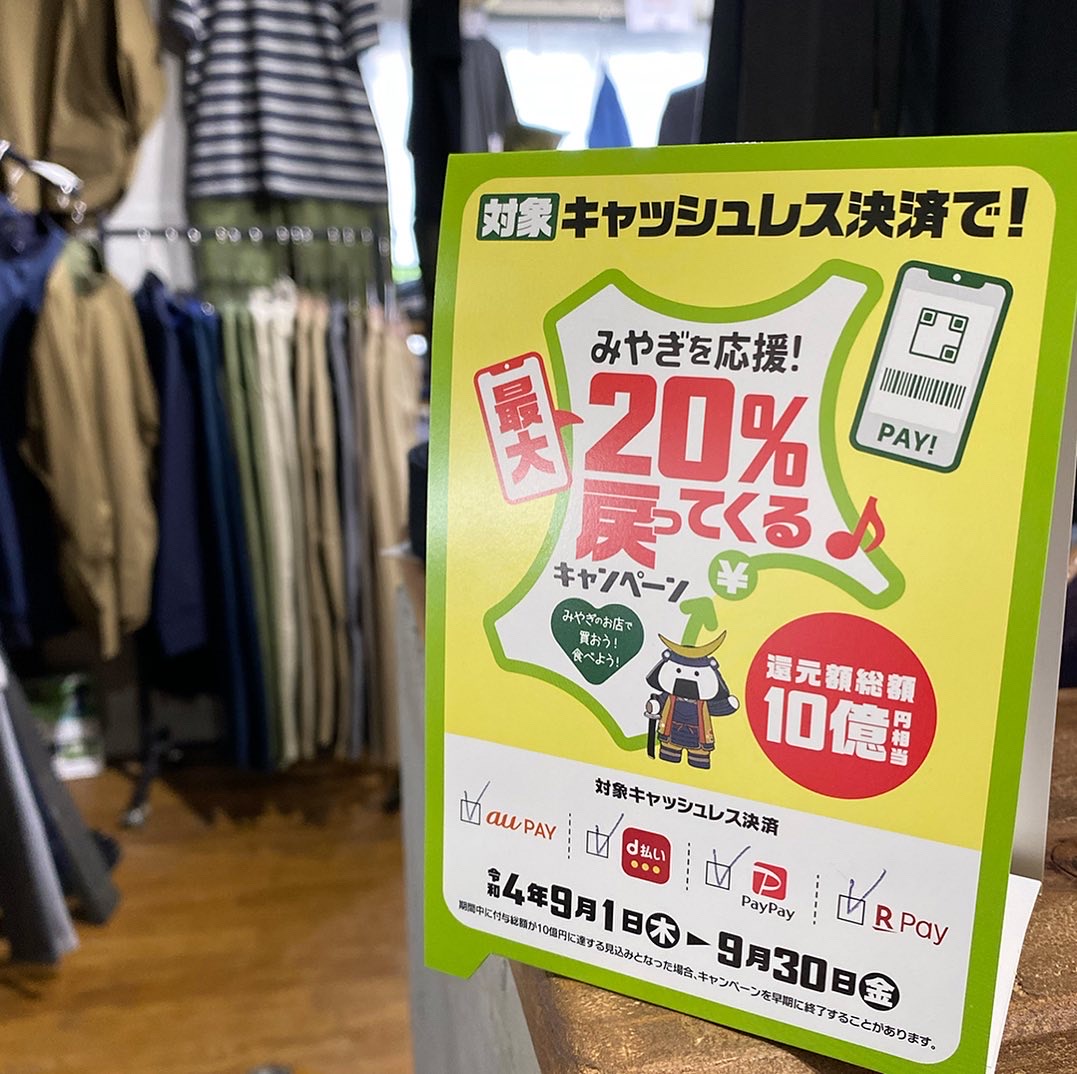 対象キャッシュレス決済で!
みやぎを応援!
最大
20%
戻ってくる
キャンペーン
PAY!
みやぎのお店で
買おう!
食べよう!
還元額総額
10億円相当
対象キャッシュレス決済
au PAY
d払い
PayPay
R Pay
令和4年9月1日木▶9月30日金
期間中に付与総額が10億円に達する見込みとなった場合、キャンペーンを早期に終了することがあります。